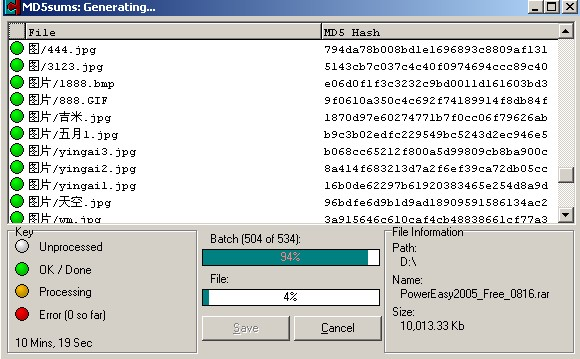 MD5sums: Generating...
File MD5 Hash
图/444.jpg 794da78b008bd1e1696893c8809af131
图/3123.jpg 5143cb7c037c4c40f0974694ccc89c40
图片/1888.bmp e06d0f1f3c3232c9bd0011d161603bd3
图片/888.GIF 9f0610a350c4c692f74189914f8db84f
图片/吉米.jpg 1870d97e60274771b7f0cc06f79626ab
图片/五月1.jpg b9c3b02edfc229549bc5243d2ec946e5
图片/yingai3.jpg b068cc65212f800a5d99809cb8ba900c
图片/yingai2.jpg 8a414f683213d7a2f6ef39ca72db05cc
图片/yingai1.jpg 16b0de62297b61920383465e254d8a9d
图片/天空.jpg 96bdfe6d9b1d9ad18909591586134ac2
图片/wm.jpg 3a915646c610caf4cb48838661cf77a3
Key
Unprocessed
OK / Done
Processing
Error (0 so far)
10 Mins, 19 Sec
Batch (504 of 534):
94%
File:
4%
Save Cancel
File Information
Path:
D:\
Name:
PowerEasy2005_Free_0816.rar
Size:
10,013.33 Kb